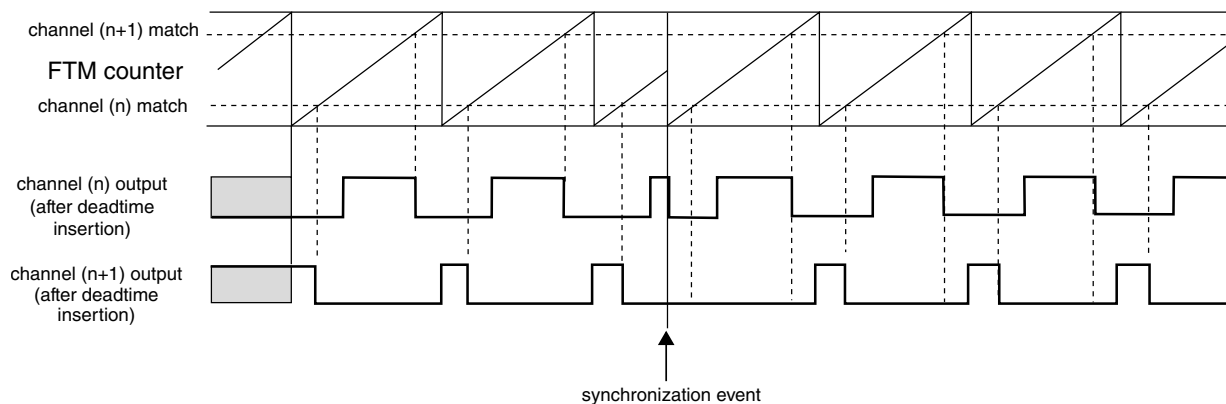 channel (n+1) match
FTM counter
channel (n) match
channel (n) output
(after deadtime
insertion)
channel (n+1) output
(after deadtime
insertion)
synchronization event